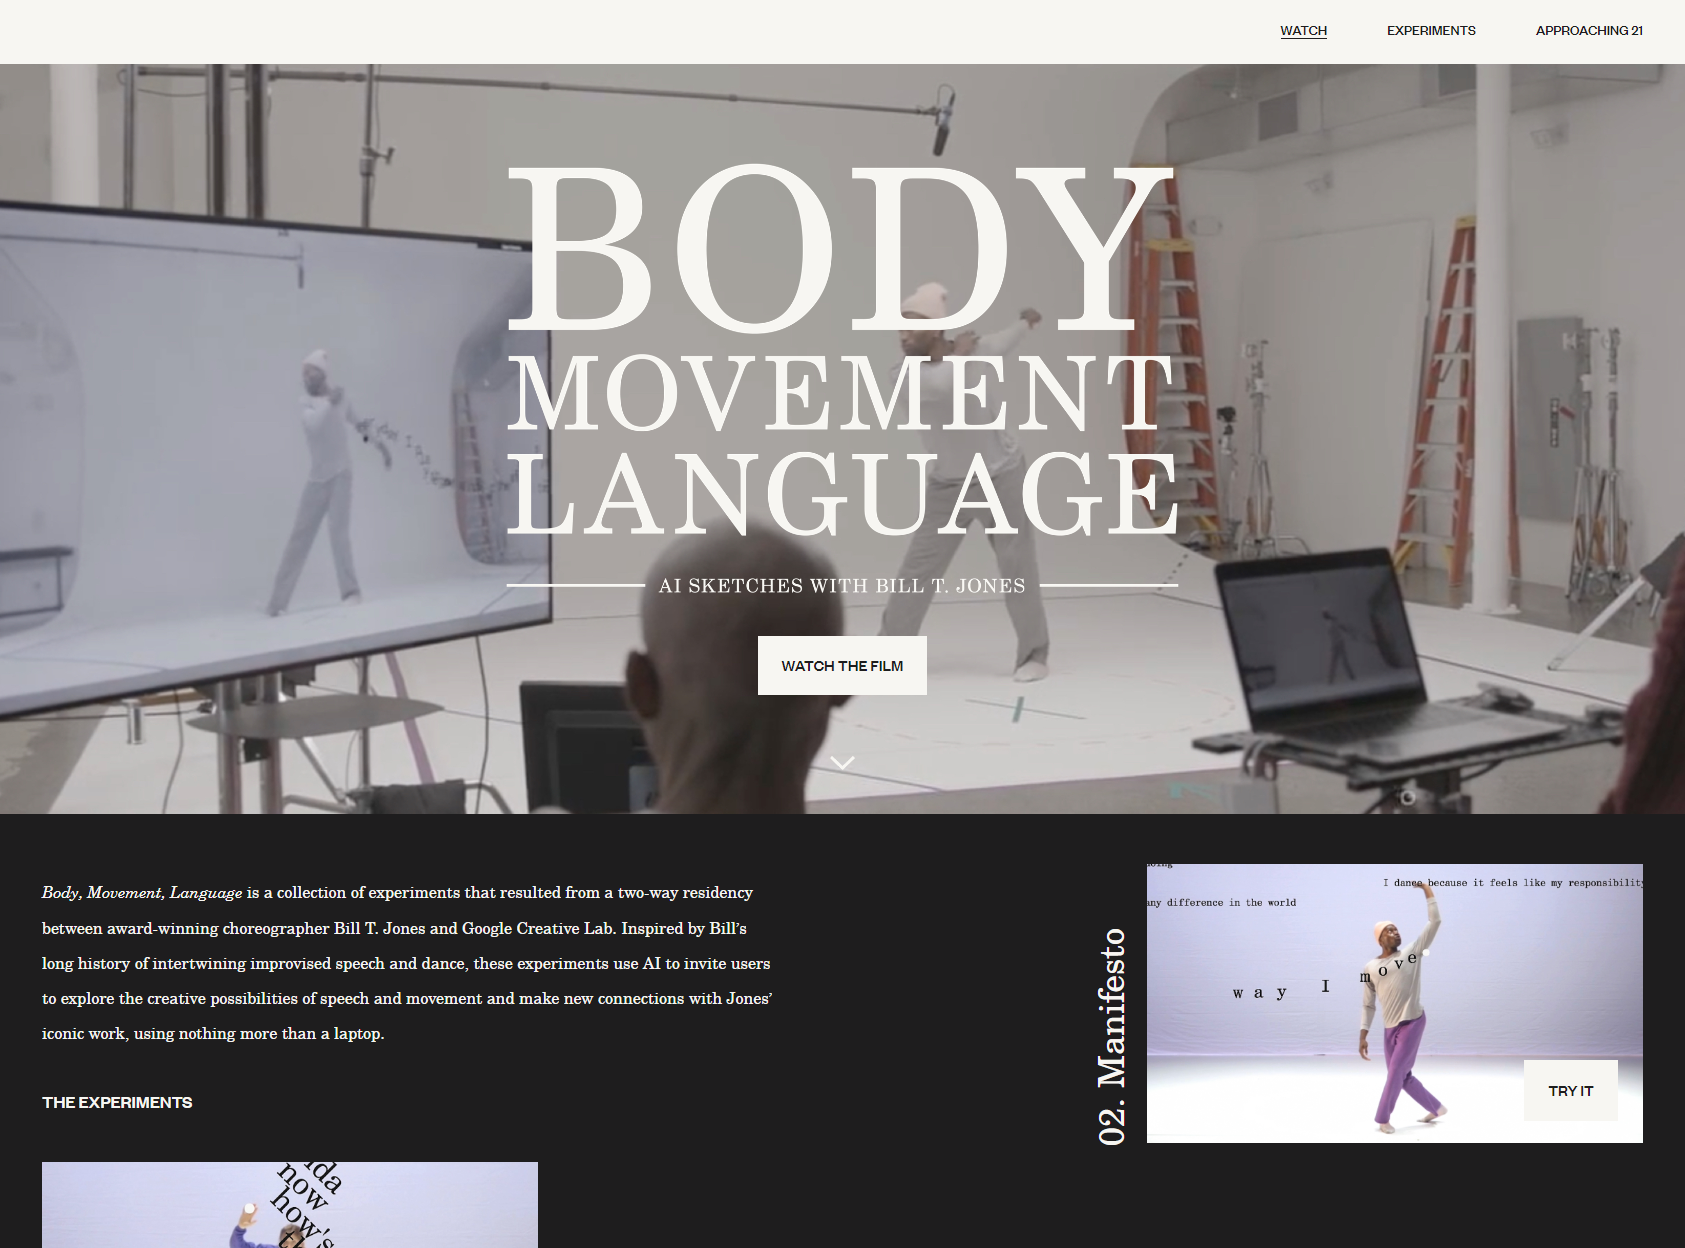 WATCH
EXPERIMENTS
APPROACHING 21
BODY
MOVEMENT
LANGUAGE
AI SKETCHES WITH BILL T. JONES
WATCH THE FILM
Body, Movement, Language is a collection of experiments that resulted from a two-way residency
between award-winning choreographer Bill T. Jones and Google Creative Lab. Inspired by Bill’s
long history of intertwining improvised speech and dance, these experiments use AI to invite users
to explore the creative possibilities of speech and movement and make new connections with Jones’
iconic work, using nothing more than a laptop.
THE EXPERIMENTS
now
how's
02. Manifesto
I dance because it feels like my responsibility
any difference in the world
way I move
TRY IT